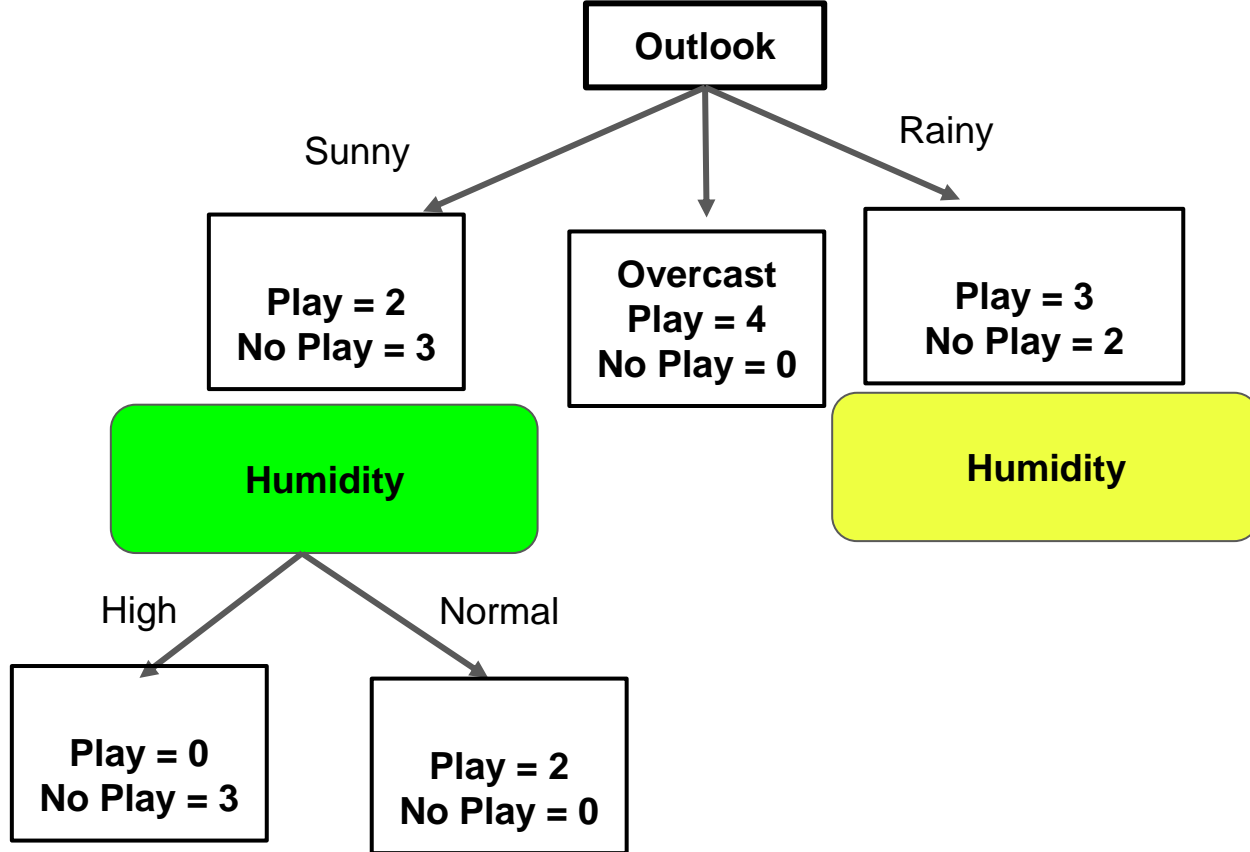 Outlook
Sunny
Rainy
Play = 2
No Play = 3
Overcast
Play = 4
No Play = 0
Play = 3
No Play = 2
Humidity
Humidity
High
Normal
Play = 0
No Play = 3
Play = 2
No Play = 0